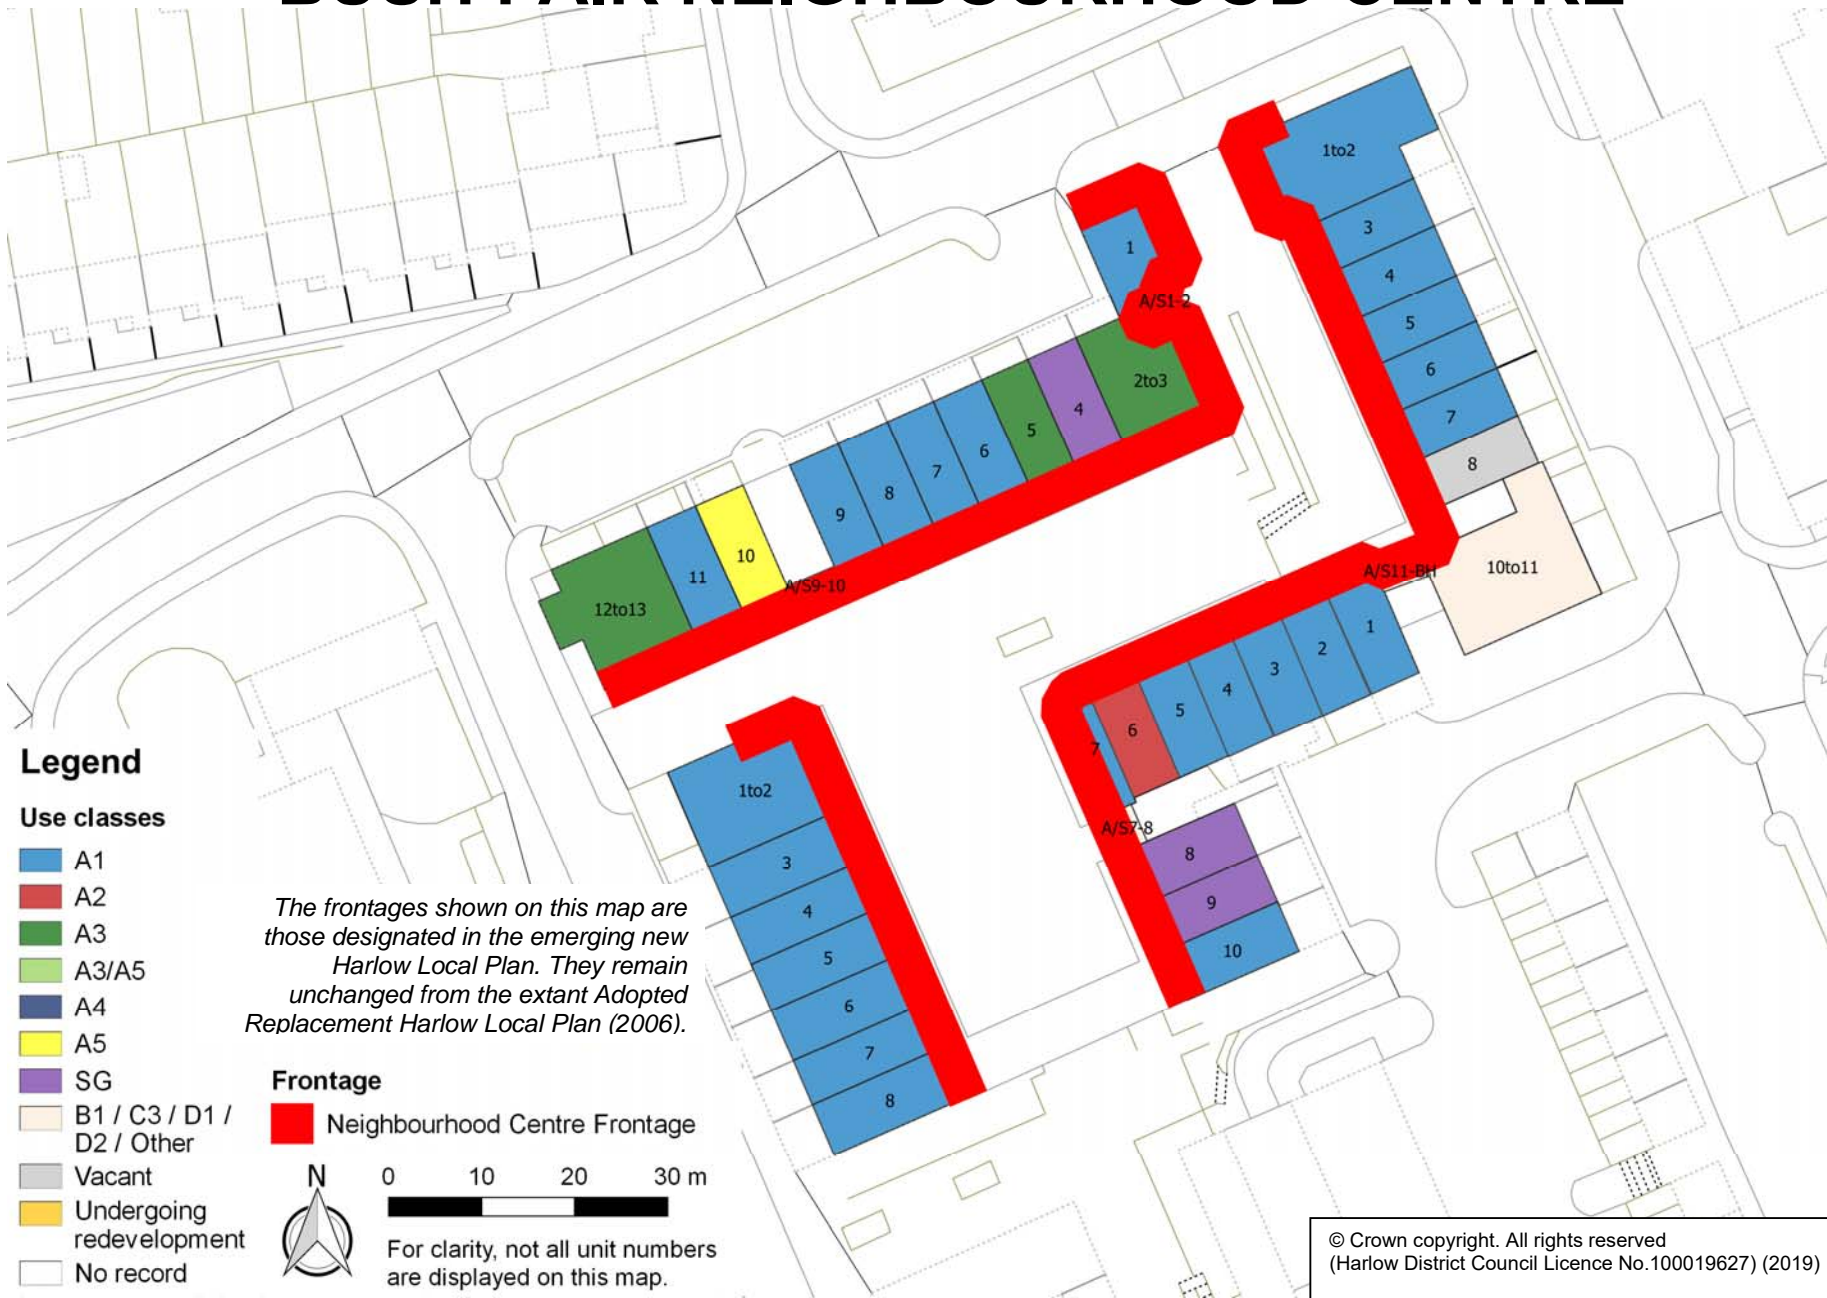 1to2
3
4
5
6
7
8
10to11
1
A/S1-2
2to3
4
5
6
7
8
9
A/S9-10
10
11
12to13
A/S11-BH
1
2
3
4
5
6
7
A/S7-8
8
9
10
1to2
3
4
5
6
7
8
Legend
Use classes
A1
A2
A3
A3/A5
A4
A5
SG
B1 / C3 / D1 /
D2 / Other
Vacant
Undergoing
redevelopment
No record
The frontages shown on this map are
those designated in the emerging new
Harlow Local Plan. They remain
unchanged from the extant Adopted
Replacement Harlow Local Plan (2006).
Frontage
Neighbourhood Centre Frontage
N
0 10 20 30 m
For clarity, not all unit numbers
are displayed on this map.
© Crown copyright. All rights reserved
(Harlow District Council Licence No.100019627) (2019)